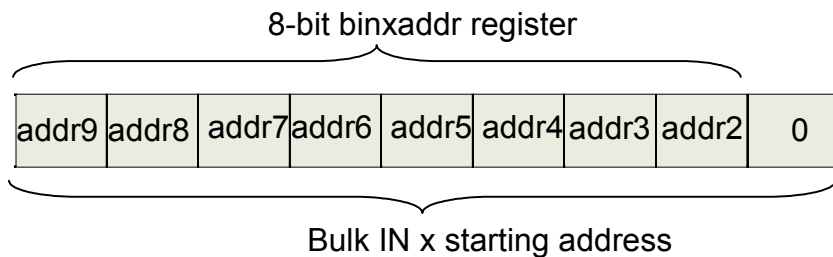 8-bit binxaddr register
addr9 addr8 addr7 addr6 addr5 addr4 addr3 addr2 0
Bulk IN x starting address